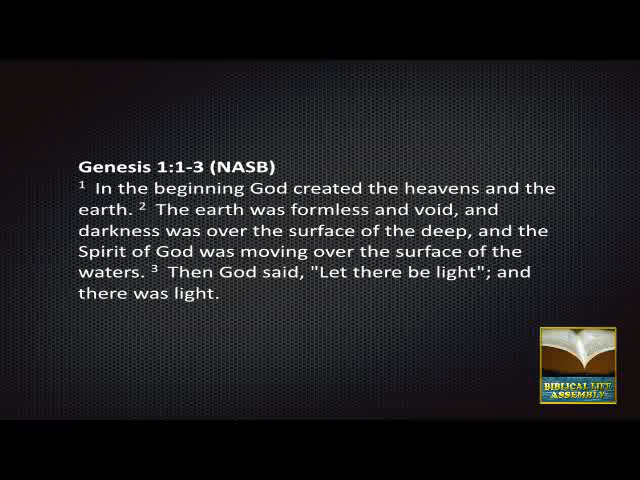 Genesis 1:1-3 (NASB)
1 In the beginning God created the heavens and the
earth. 2 The earth was formless and void, and
darkness was over the surface of the deep, and the
Spirit of God was moving over the surface of the
waters. 3 Then God said, "Let there be light"; and
there was light.
BIBLICAL LIFE
ASSEMBLY